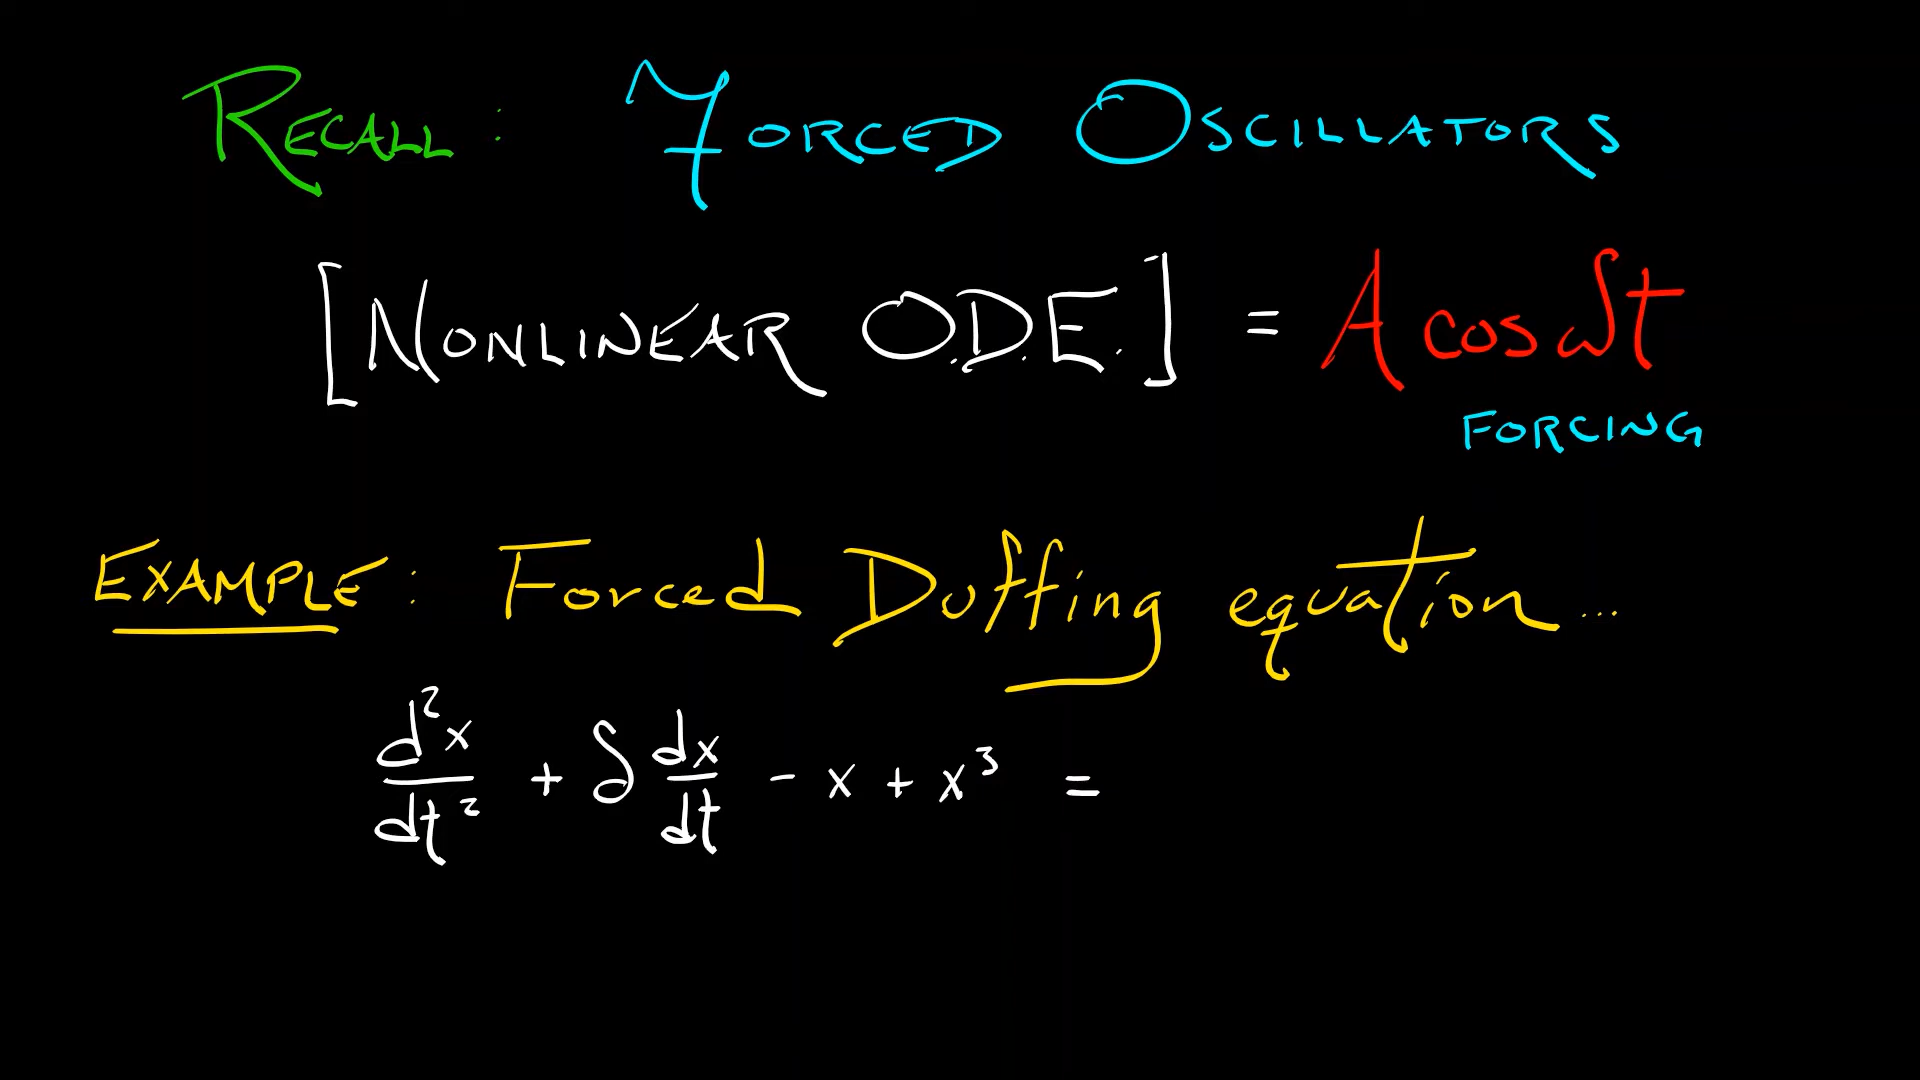 RECALL: FORCED OSCILLATORS
[NONLINEAR O.D.E.] = A cos ωt
FORCING
EXAMPLE: Forced Duffing equation...
d²x/dt² + δ dx/dt - x + x³ =